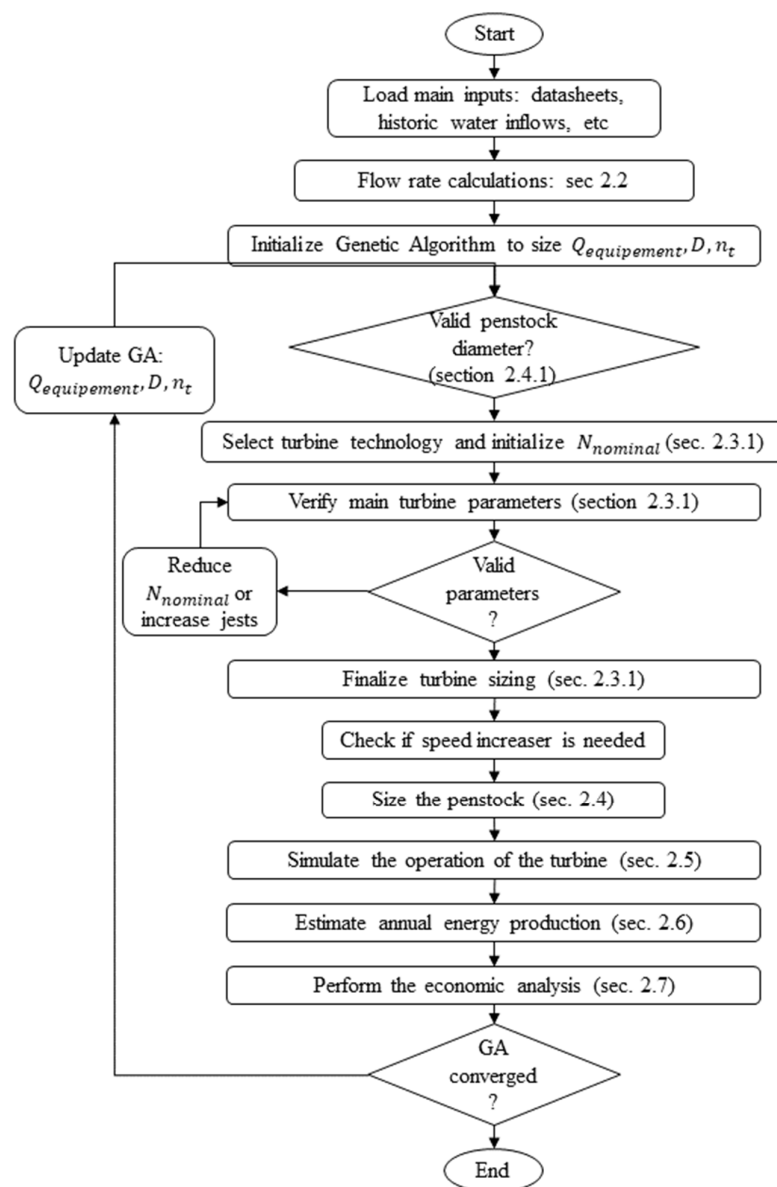 Start
Load main inputs: datasheets,
historic water inflows, etc
Flow rate calculations: sec 2.2
Initialize Genetic Algorithm to size Q_equipement, D, n_t
Valid penstock
diameter?
(section 2.4.1)
Update GA:
Q_equipement, D, n_t
Select turbine technology and initialize N_nominal (sec. 2.3.1)
Verify main turbine parameters (section 2.3.1)
Reduce
N_nominal or
increase jests
Valid
parameters
?
Finalize turbine sizing (sec. 2.3.1)
Check if speed increaser is needed
Size the penstock (sec. 2.4)
Simulate the operation of the turbine (sec. 2.5)
Estimate annual energy production (sec. 2.6)
Perform the economic analysis (sec. 2.7)
GA
converged
?
End